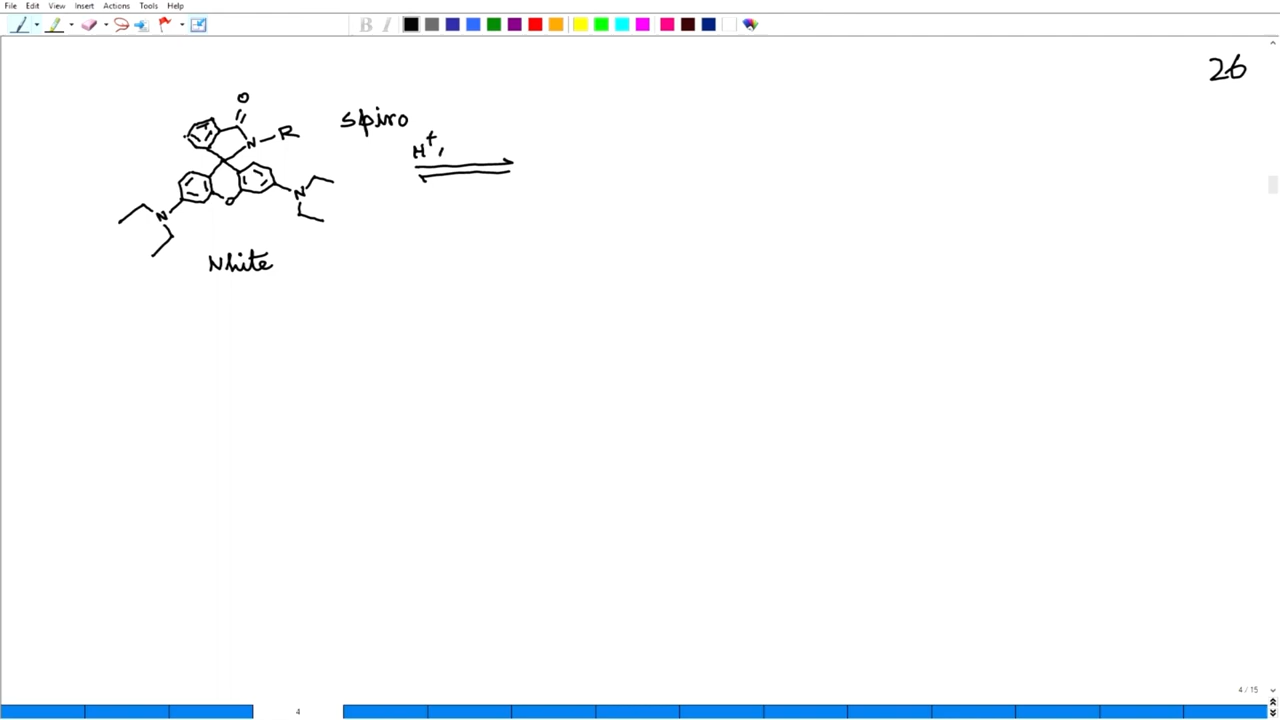 File Edit View Insert Actions Tools Help
B I
26
O
N-R
spiro
H+,
N
N
O
White
4 / 15
4